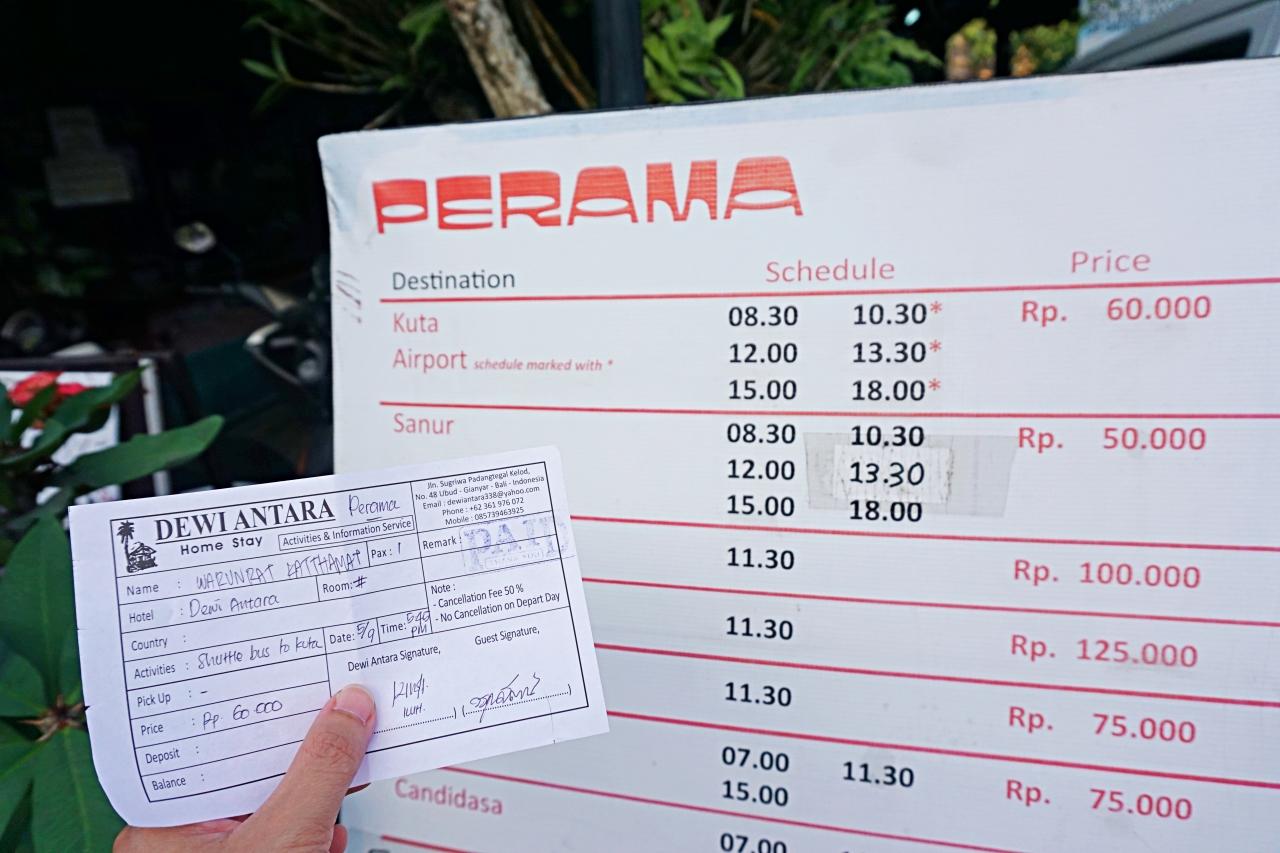 PERAMA
Destination Schedule Price
Kuta 08.30 10.30* Rp. 60.000
Airport schedule marked with * 12.00 13.30*
15.00 18.00*
Sanur 08.30 10.30 Rp. 50.000
12.00 13.30
15.00 18.00
11.30 Rp. 100.000
11.30 Rp. 125.000
11.30 Rp. 75.000
07.00 11.30 Rp. 75.000
Candidasa 15.00
07.00
DEWI ANTARA Perama
Home Stay Activities & Information Service
Jln. Sugriwa Padangtegal Kelod,
No. 48 Ubud - Gianyar - Bali - Indonesia
Email : dewiantara338@yahoo.com
Phone : +62 361 976 072
Mobile : 085739463925
Name : WARUNRAT Pax : 1
Remark : PAID
Hotel : Dewi Antara Room: #
Country :
Note :
- Cancellation Fee 50 %
- No Cancellation on Depart Day
Activities : Shuttle bus to kuta Date: 5/9 Time: 5:40 PM
Pick Up : -
Dewi Antara Signature, Guest Signature,
Price : Rp. 60.000
Deposit :
Balance :